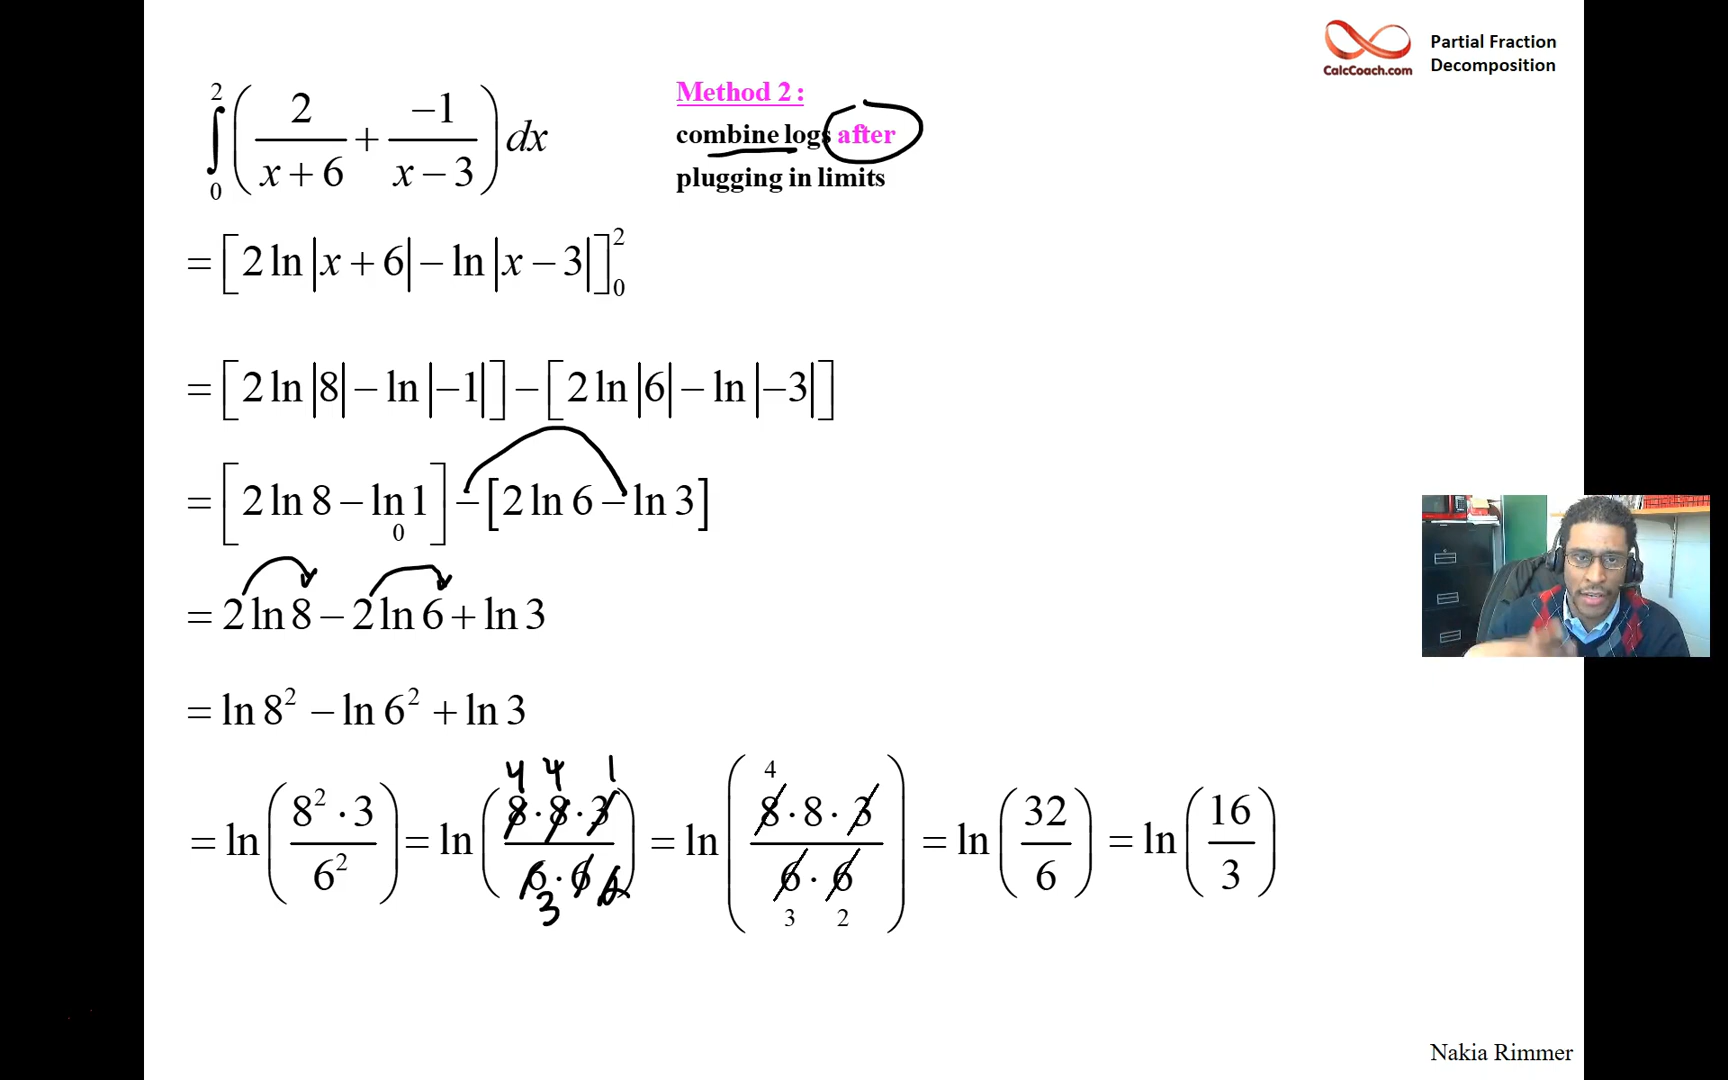 CalcCoach.com
Partial Fraction
Decomposition
Method 2:
combine logs after
plugging in limits
∫₀² ( 2/(x+6) + −1/(x−3) ) dx
= [2 ln|x + 6| − ln|x − 3|]₀²
= [2 ln|8| − ln|−1|] − [2 ln|6| − ln|−3|]
= [2 ln 8 − ln 1] − [2 ln 6 − ln 3]
0
= 2 ln 8 − 2 ln 6 + ln 3
= ln 8² − ln 6² + ln 3
4 4 1 4
= ln( 8²·3 / 6² ) = ln( 8·8·3 / 6·6 ) = ln( 8·8·3 / 6·6 ) = ln( 32/6 ) = ln( 16/3 )
3 3 2
Nakia Rimmer